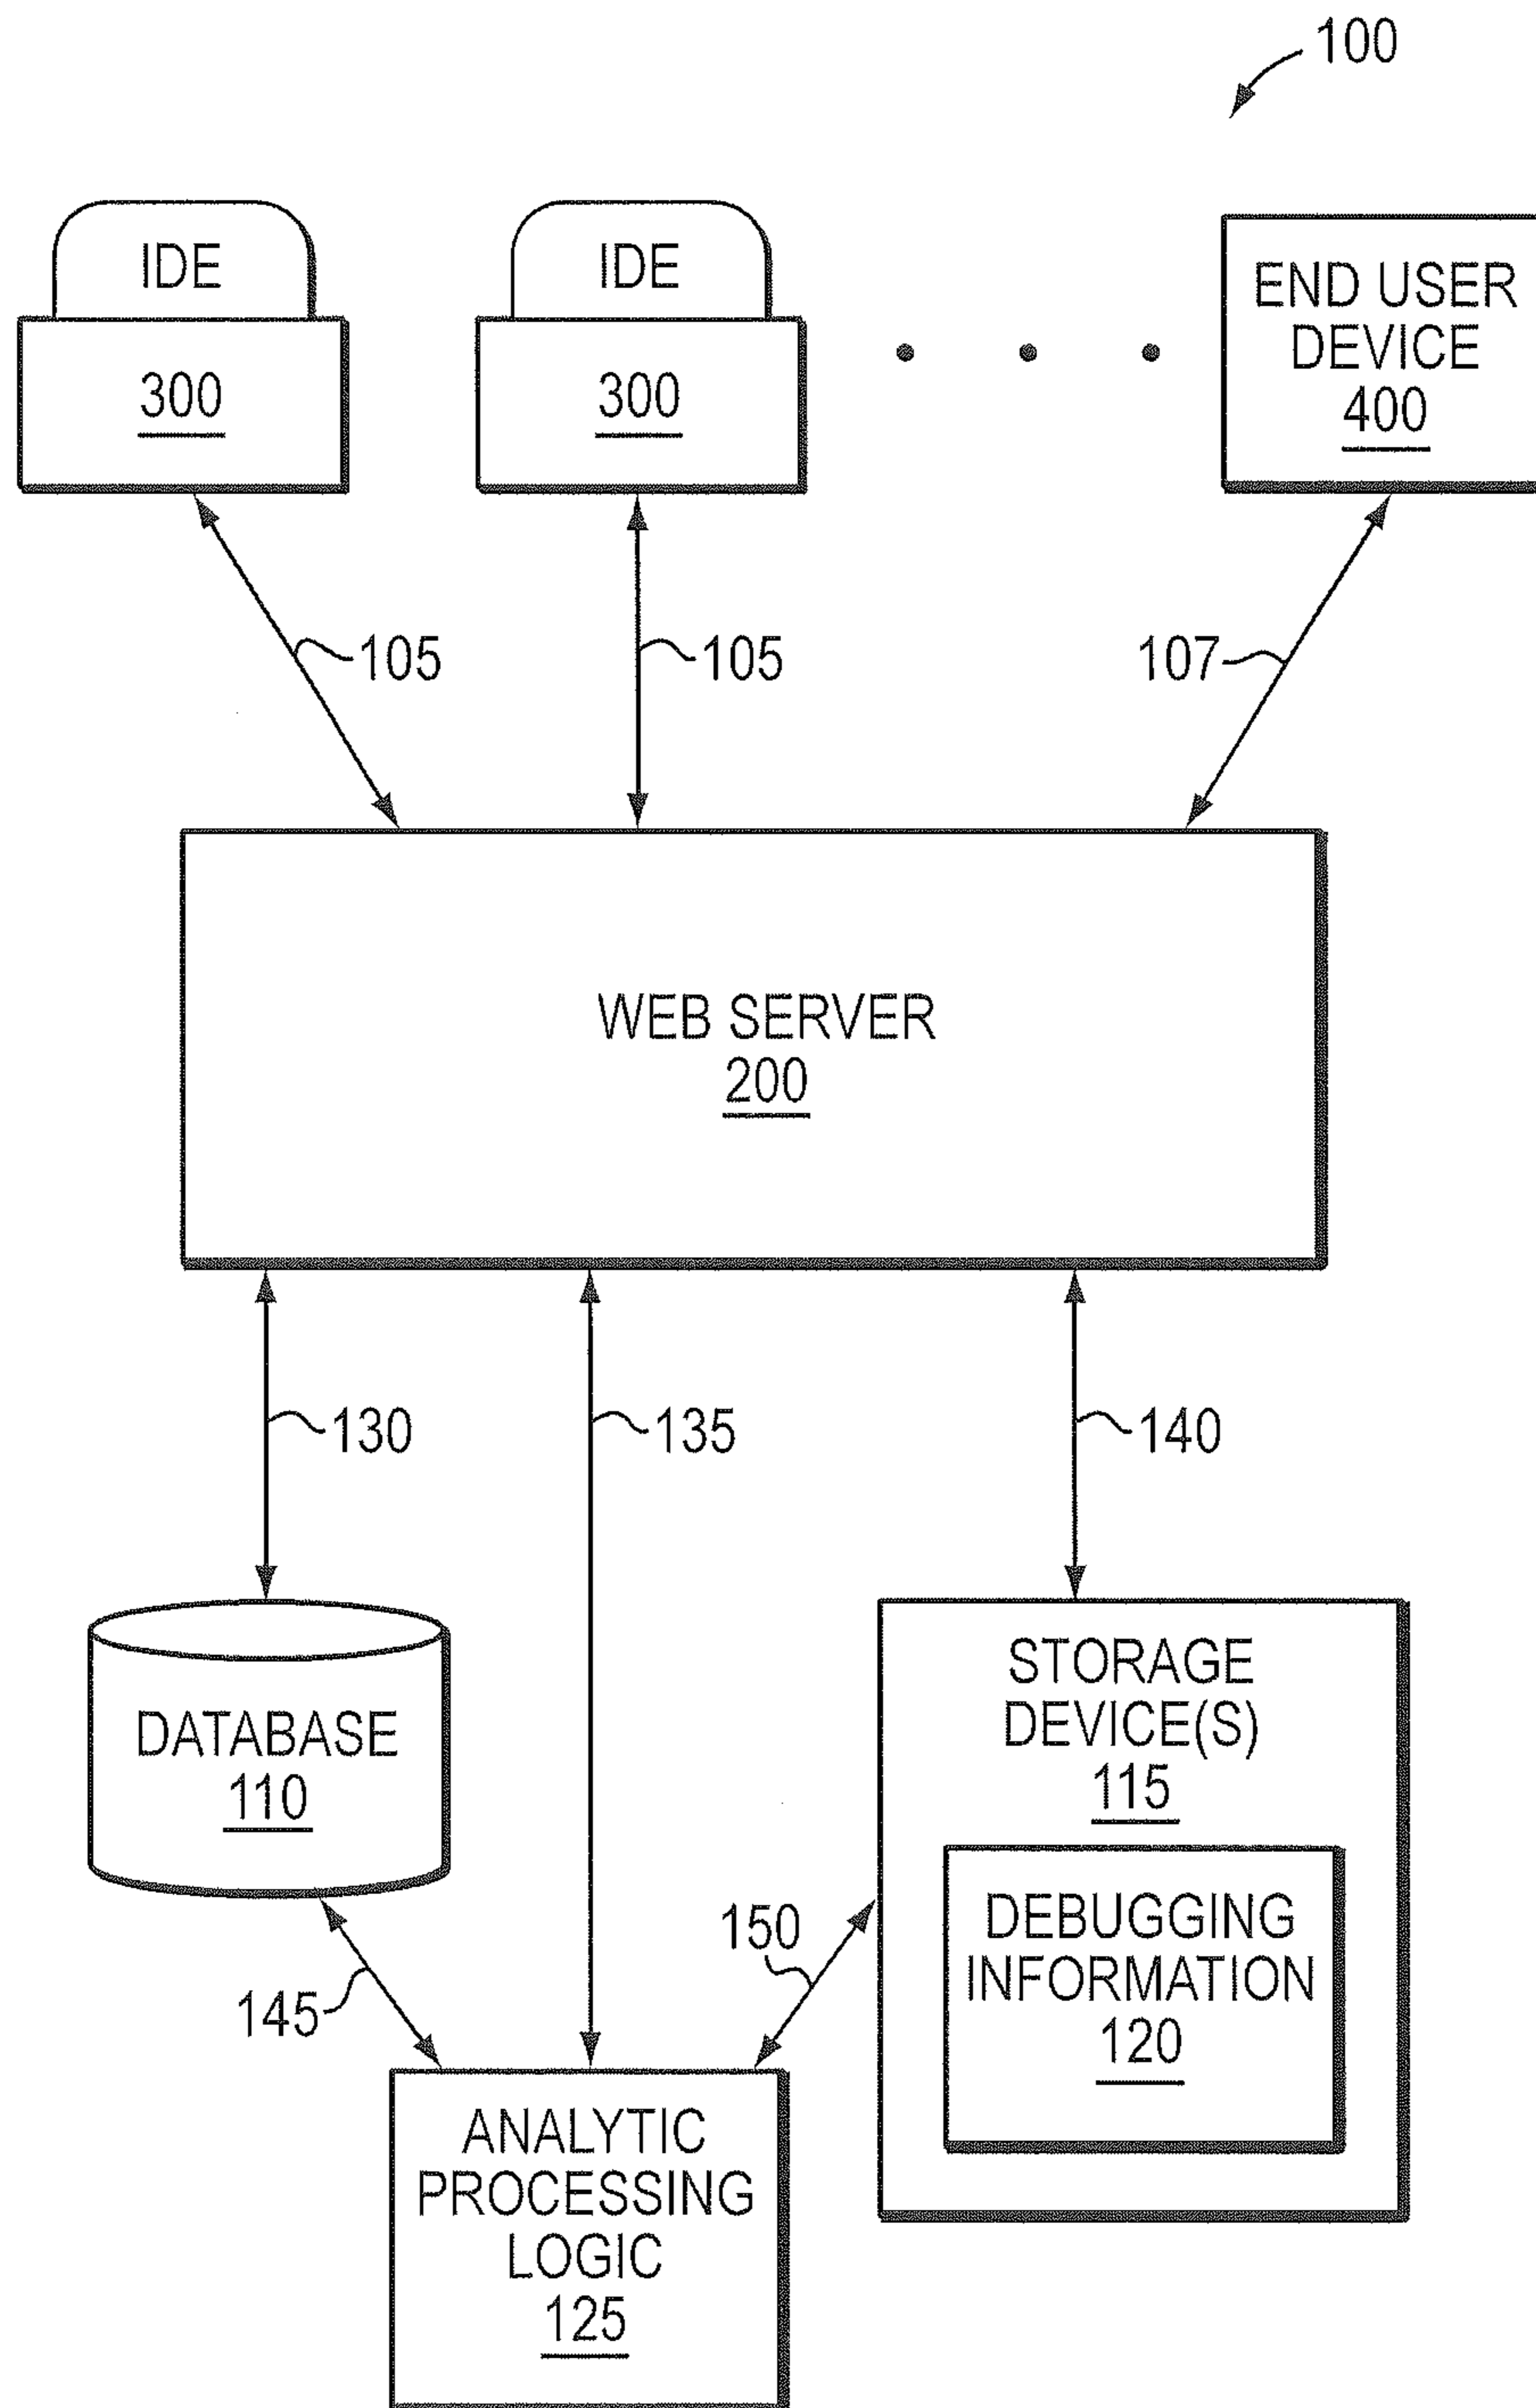 100
IDE
IDE
END USER
DEVICE
400
300
300
105
105
107
WEB SERVER
200
130
135
140
STORAGE
DEVICE(S)
115
DATABASE
110
DEBUGGING
INFORMATION
120
150
145
ANALYTIC
PROCESSING
LOGIC
125